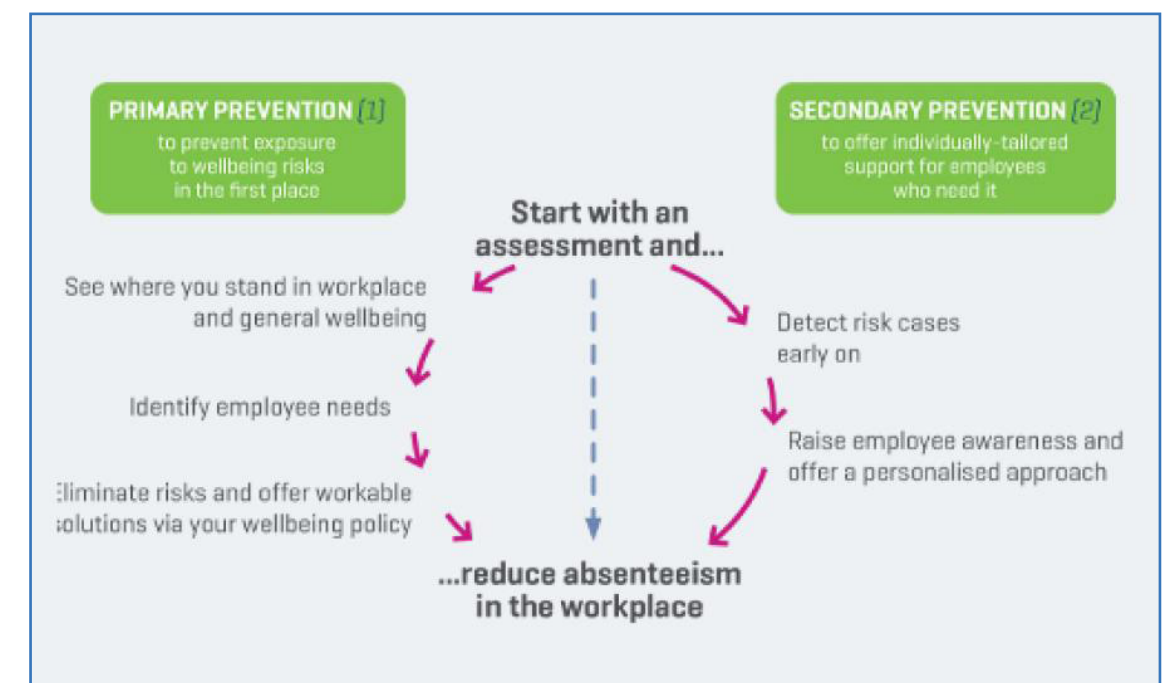 PRIMARY PREVENTION (1)
to prevent exposure
to wellbeing risks
in the first place
SECONDARY PREVENTION (2)
to offer individually-tailored
support for employees
who need it
Start with an
assessment and...
See where you stand in workplace
and general wellbeing
Identify employee needs
Eliminate risks and offer workable
solutions via your wellbeing policy
Detect risk cases
early on
Raise employee awareness and
offer a personalised approach
...reduce absenteeism
in the workplace